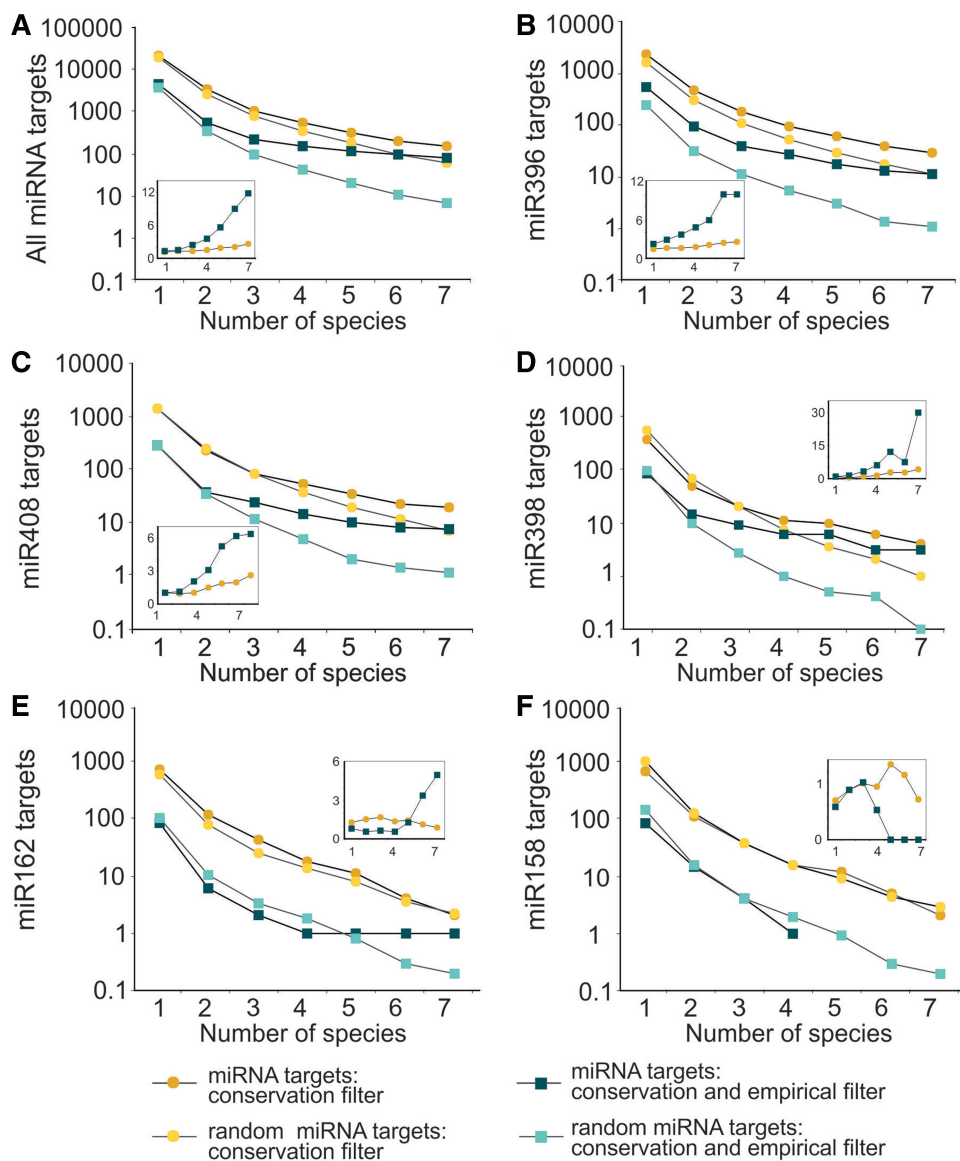 A
All miRNA targets
100000
10000
1000
100
10
1
0.1
12
6
0
1 4 7
1 2 3 4 5 6 7
Number of species
B
miR396 targets
10000
1000
100
10
1
0.1
12
6
0
1 4 7
1 2 3 4 5 6 7
Number of species
C
miR408 targets
10000
1000
100
10
1
0.1
6
3
0
1 4 7
1 2 3 4 5 6 7
Number of species
D
miR398 targets
10000
1000
100
10
1
0.1
30
15
0
1 4 7
1 2 3 4 5 6 7
Number of species
E
miR162 targets
10000
1000
100
10
1
0.1
6
3
0
1 4 7
1 2 3 4 5 6 7
Number of species
F
miR158 targets
10000
1000
100
10
1
0.1
1
0
1 4 7
1 2 3 4 5 6 7
Number of species
miRNA targets:
conservation filter
random miRNA targets:
conservation filter
miRNA targets:
conservation and empirical filter
random miRNA targets:
conservation and empirical filter